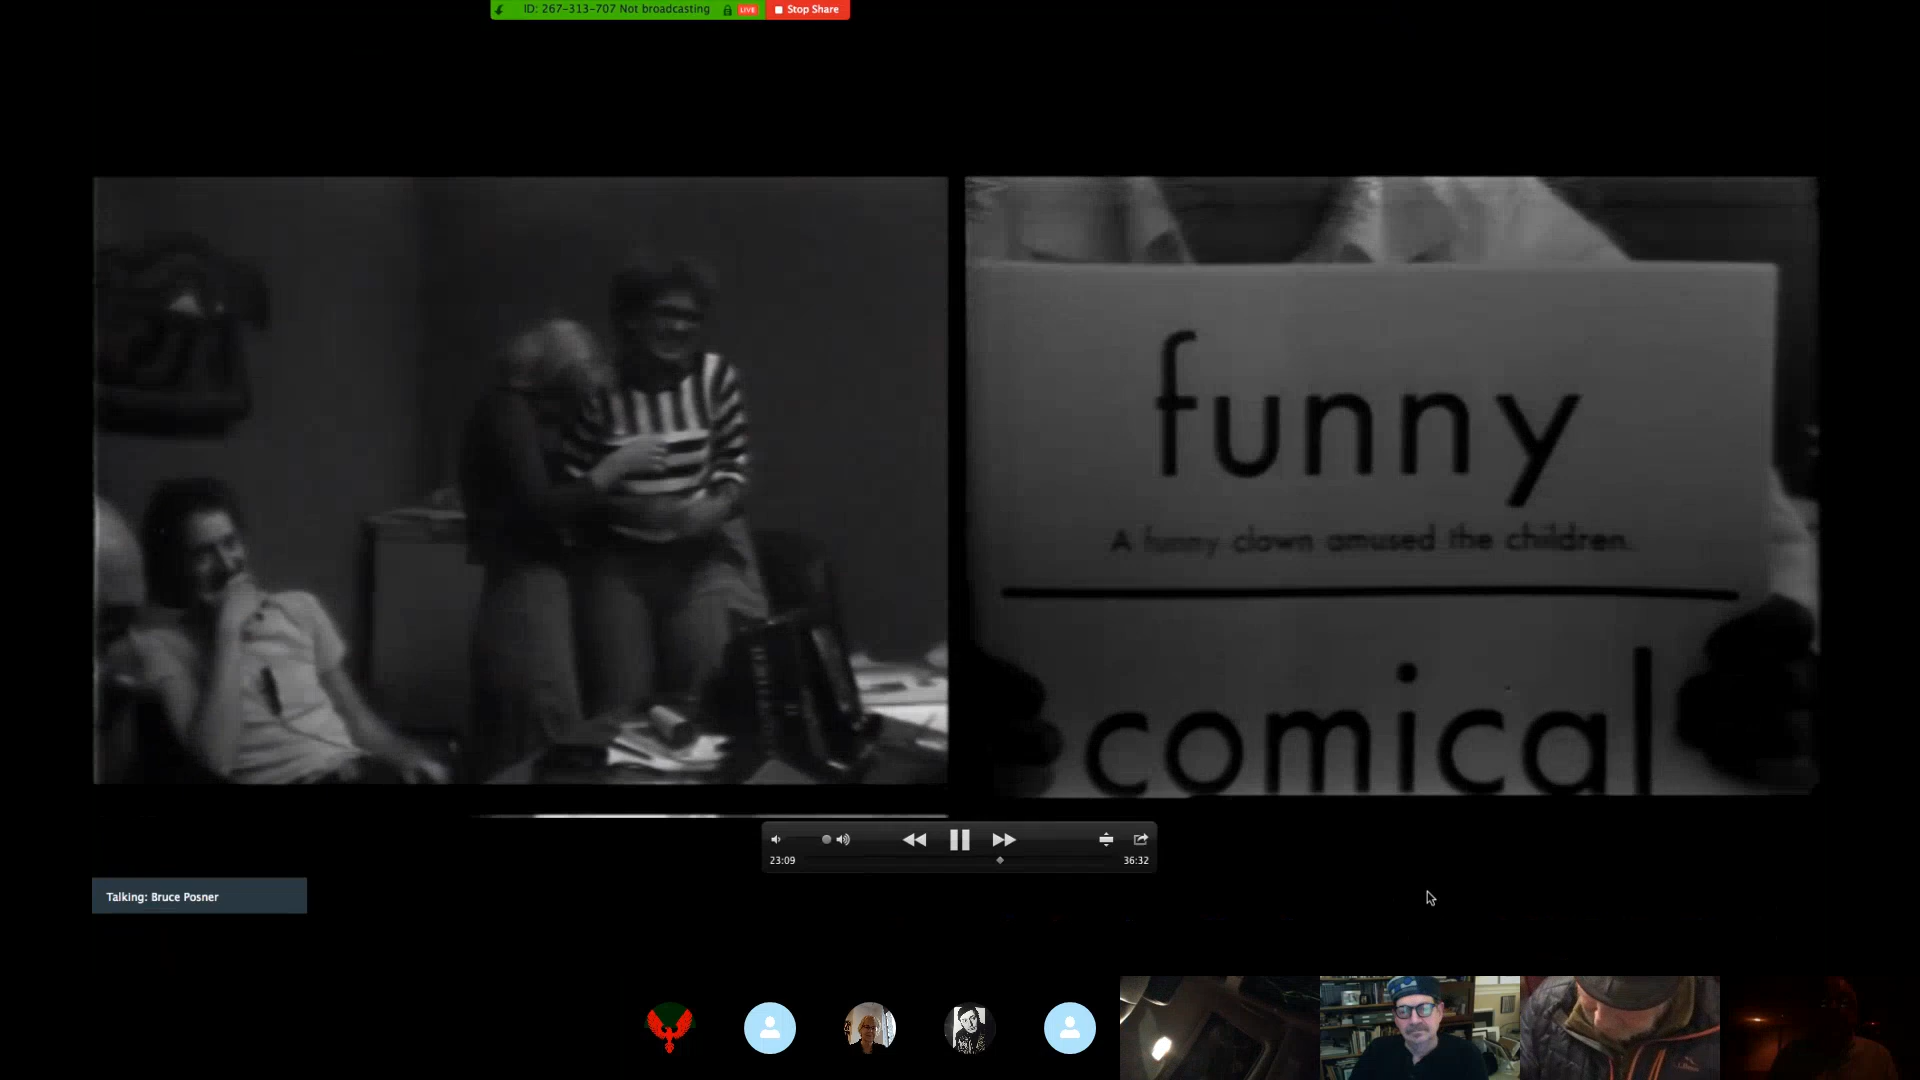 ID: 267-313-707 Not broadcasting
LIVE
Stop Share
funny
A funny clown amused the children.
comical
23:09
36:32
Talking: Bruce Posner